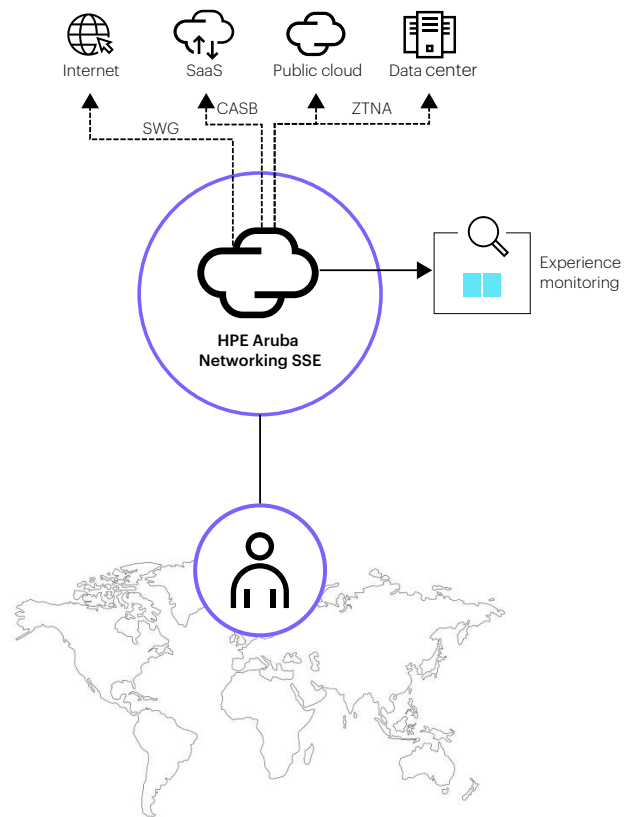 Internet
SaaS
Public cloud
Data center
CASB
ZTNA
SWG
Experience
monitoring
HPE Aruba
Networking SSE